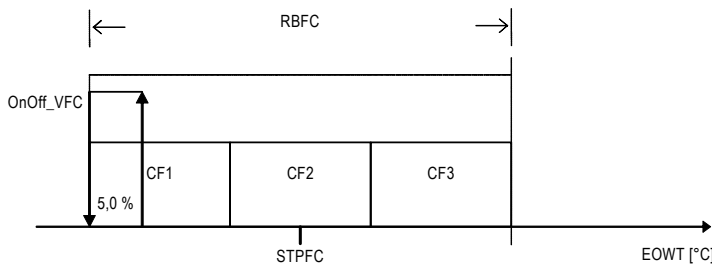 RBFC
OnOff_VFC
CF1 CF2 CF3
5,0 %
STPFC
EOWT [°C]